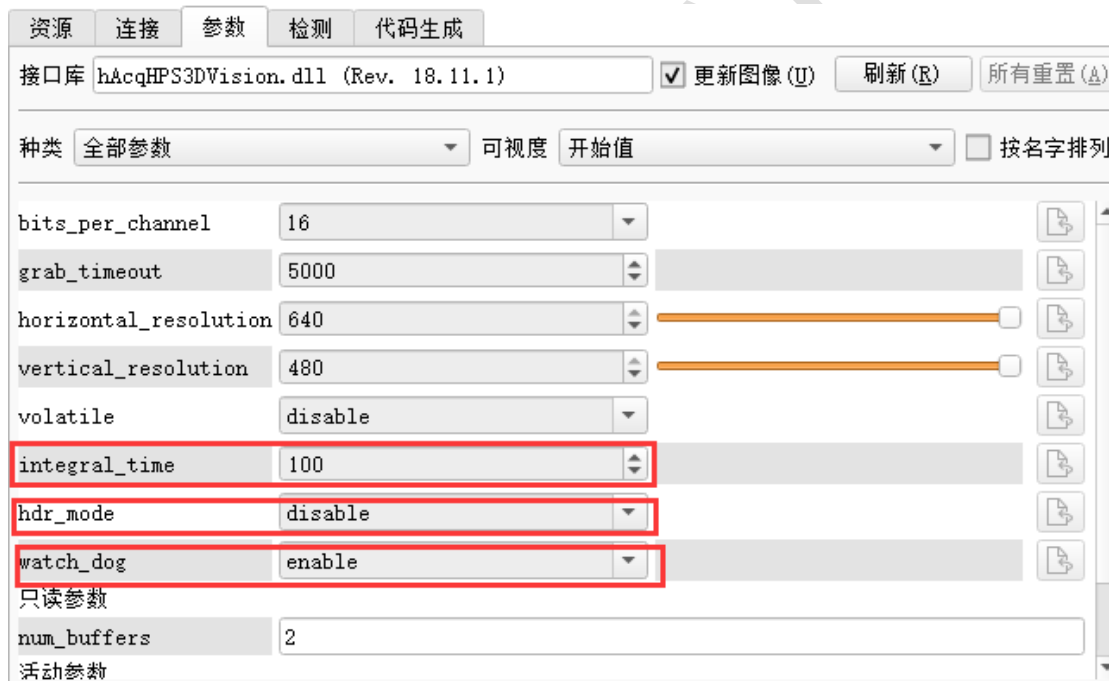 资源 连接 参数 检测 代码生成
接口库 hAcqHPS3DVision.dll (Rev. 18.11.1) 更新图像(U) 刷新(R) 所有重置(A)
种类 全部参数 可视度 开始值 按名字排列
bits_per_channel 16
grab_timeout 5000
horizontal_resolution 640
vertical_resolution 480
volatile disable
integral_time 100
hdr_mode disable
watch_dog enable
只读参数
num_buffers 2
活动参数